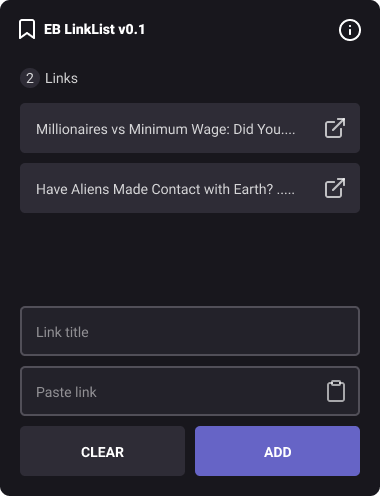 EB LinkList v0.1
2 Links
Millionaires vs Minimum Wage: Did You....
Have Aliens Made Contact with Earth? .....
Link title
Paste link
CLEAR
ADD